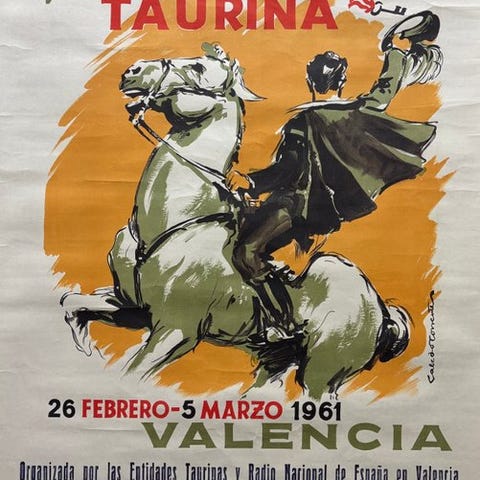 TAURINA
26 FEBRERO-5 MARZO 1961
VALENCIA
Organizada por las Entidades Taurinas y Radio Nacional de España en Valencia